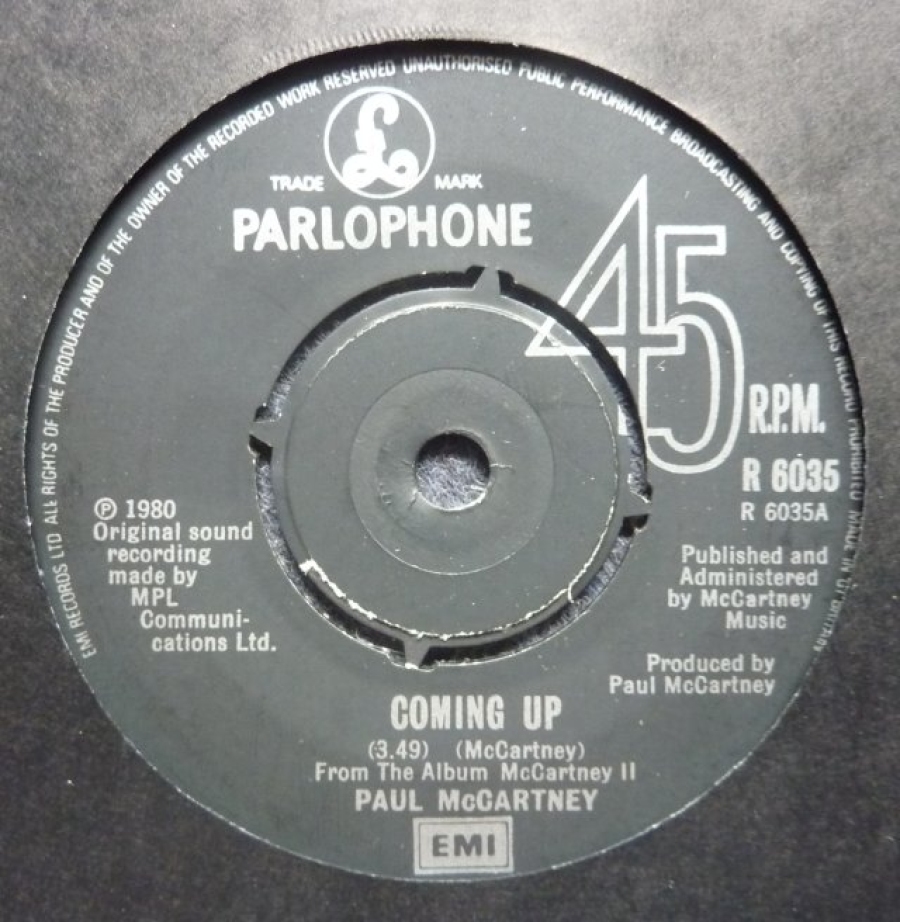 EMI RECORDS LTD ALL RIGHTS OF THE PRODUCER AND OF THE OWNER OF THE RECORDED WORK RESERVED UNAUTHORISED PUBLIC PERFORMANCE BROADCASTING AND COPYING OF THIS RECORD PROHIBITED MADE IN GT BRITAIN
£
TRADE MARK
PARLOPHONE
45
R.P.M.
R 6035
R 6035A
℗ 1980
Original sound
recording
made by
MPL
Communi-
cations Ltd.
Published and
Administered
by McCartney
Music
Produced by
Paul McCartney
COMING UP
(3.49) (McCartney)
From The Album McCartney II
PAUL McCARTNEY
EMI